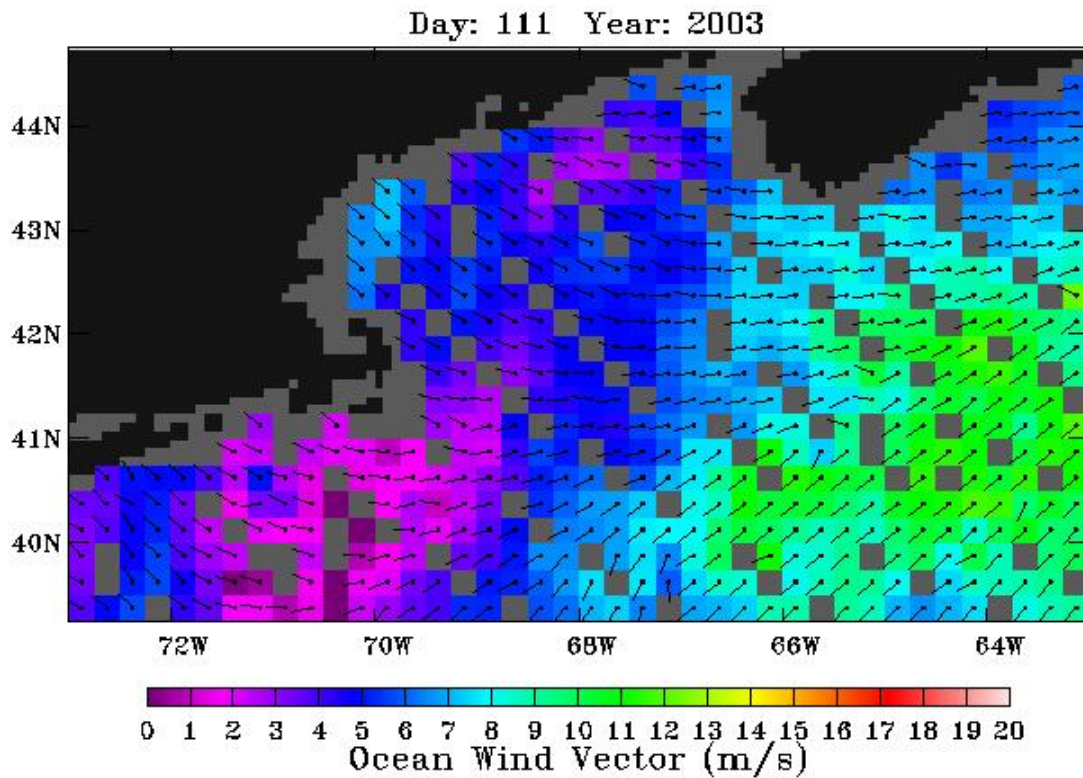 Day: 111 Year: 2003
44N
43N
42N
41N
40N
72W 70W 68W 66W 64W
0 1 2 3 4 5 6 7 8 9 10 11 12 13 14 15 16 17 18 19 20
Ocean Wind Vector (m/s)